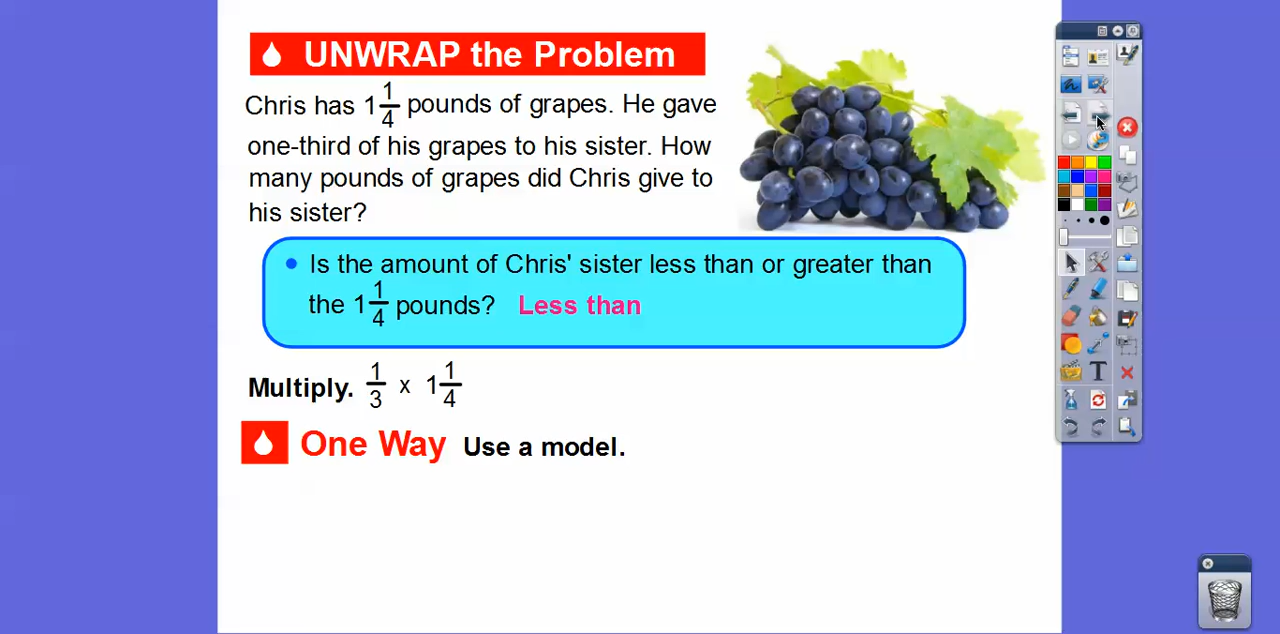 UNWRAP the Problem
Chris has 1 1/4 pounds of grapes. He gave
one-third of his grapes to his sister. How
many pounds of grapes did Chris give to
his sister?
• Is the amount of Chris' sister less than or greater than
the 1 1/4 pounds? Less than
Multiply. 1/3 x 1 1/4
One Way Use a model.
T